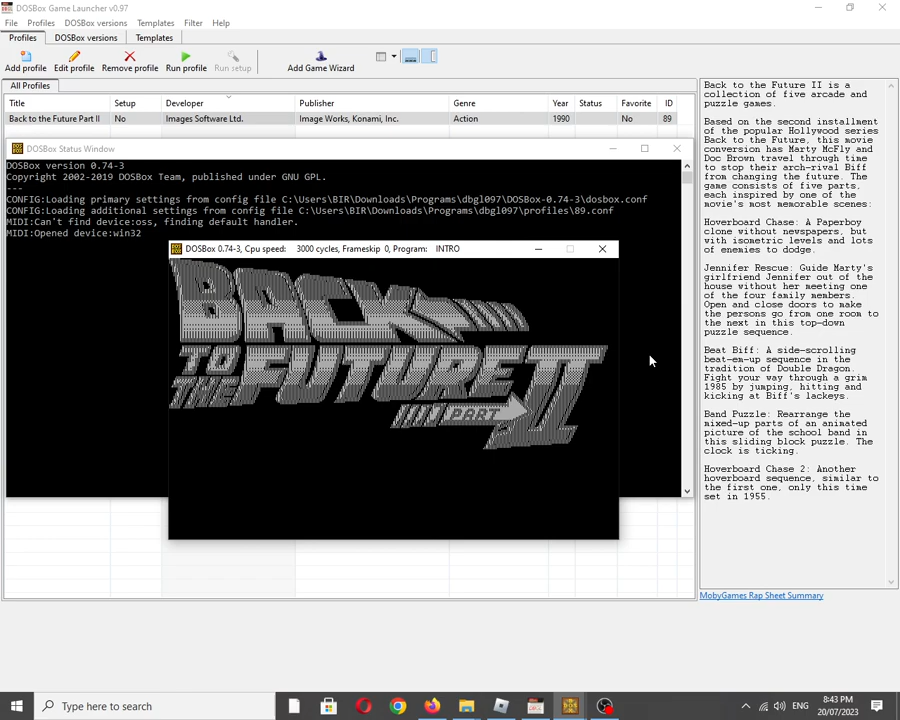 DOSBox Game Launcher v0.97
File Profiles DOSBox versions Templates Filter Help
Profiles DOSBox versions Templates
Add profile Edit profile Remove profile Run profile Run setup Add Game Wizard
All Profiles
Title Setup Developer Publisher Genre Year Status Favorite ID
Back to the Future Part II No Images Software Ltd. Image Works, Konami, Inc. Action 1990 No 89
DOSBox Status Window
DOSBox version 0.74-3
Copyright 2002-2019 DOSBox Team, published under GNU GPL.
---
CONFIG:Loading primary settings from config file C:\Users\BIR\Downloads\Programs\dbgl097\DOSBox-0.74-3\dosbox.conf
CONFIG:Loading additional settings from config file C:\Users\BIR\Downloads\Programs\dbgl097\profiles\89.conf
MIDI:Can't find device:oss, finding default handler.
MIDI:Opened device:win32
DOSBox 0.74-3, Cpu speed: 3000 cycles, Frameskip 0, Program: INTRO
BACK
TO
THE FUTURE II
PART
Back to the Future II is a
collection of five arcade and
puzzle games.
Based on the second installment
of the popular Hollywood series
Back to the Future, this movie
conversion has Marty McFly and
Doc Brown travel through time
to stop their arch-rival Biff
from changing the future. The
game consists of five parts,
each inspired by one of the
movie's most memorable scenes:
Hoverboard Chase: A Paperboy
clone without newspapers, but
with isometric levels and lots
of enemies to dodge.
Jennifer Rescue: Guide Marty's
girlfriend Jennifer out of the
house without her meeting one
of the four family members.
Open and close doors to make
the persons go from one room to
the next in this top-down
puzzle sequence.
Beat Biff: A side-scrolling
beat-em-up sequence in the
tradition of Double Dragon.
Fight your way through a grim
1985 by jumping, hitting and
kicking at Biff's lackeys.
Band Puzzle: Rearrange the
mixed-up parts of an animated
picture of the school band in
this sliding block puzzle. The
clock is ticking.
Hoverboard Chase 2: Another
hoverboard sequence, similar to
the first one, only this time
set in 1955.
MobyGames Rap Sheet Summary
Type here to search
ENG
8:43 PM
20/07/2023